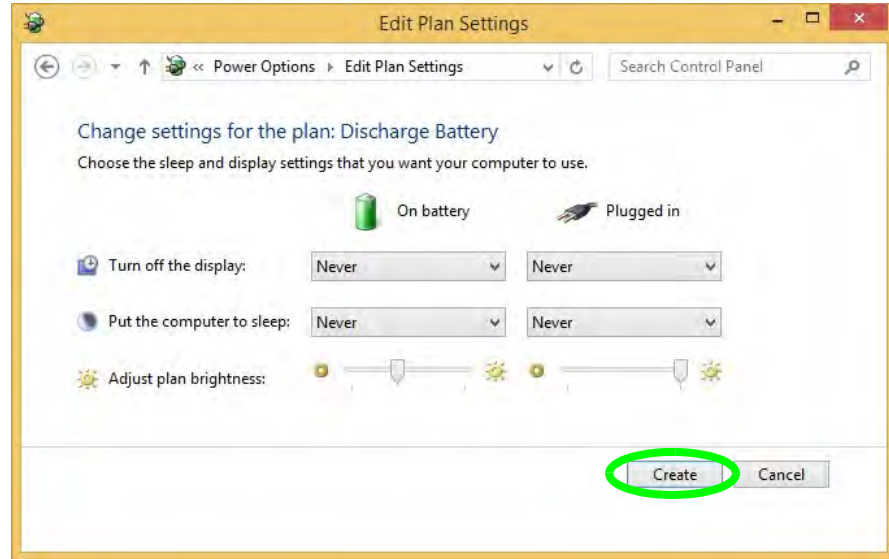 Edit Plan Settings
« Power Options Edit Plan Settings Search Control Panel
Change settings for the plan: Discharge Battery
Choose the sleep and display settings that you want your computer to use.
On battery Plugged in
Turn off the display: Never Never
Put the computer to sleep: Never Never
Adjust plan brightness:
Create Cancel